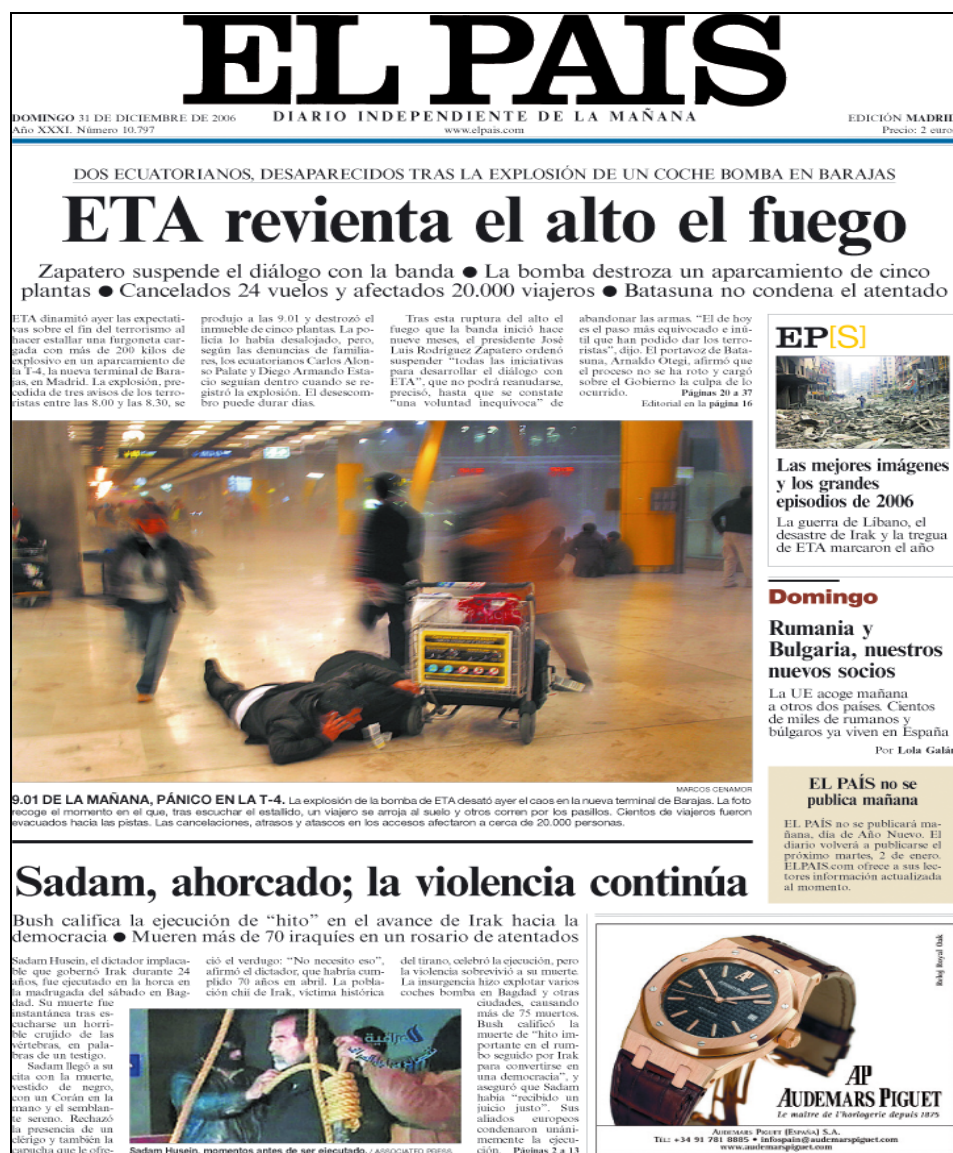 EL PAIS
DOMINGO 31 DE DICIEMBRE DE 2006
Año XXXI. Número 10.797
DIARIO INDEPENDIENTE DE LA MAÑANA
www.elpais.com
EDICIÓN MADRI
Precio: 2 euro
DOS ECUATORIANOS, DESAPARECIDOS TRAS LA EXPLOSIÓN DE UN COCHE BOMBA EN BARAJAS
ETA revienta el alto el fuego
Zapatero suspende el diálogo con la banda ● La bomba destroza un aparcamiento de cinco
plantas ● Cancelados 24 vuelos y afectados 20.000 viajeros ● Batasuna no condena el atentado
ETA dinamitó ayer las expectati-
vas sobre el fin del terrorismo al
hacer estallar una furgoneta car-
gada con más de 200 kilos de
explosivo en un aparcamiento de
la T-4, la nueva terminal de Bara-
jas, en Madrid. La explosión, pre-
cedida de tres avisos de los terro-
ristas entre las 8.00 y las 8.30, se
produjo a las 9.01 y destrozó el
inmueble de cinco plantas. La po-
licía lo había desalojado, pero,
según las denuncias de familia-
res, los ecuatorianos Carlos Alon-
so Palate y Diego Armando Esta-
cio seguían dentro cuando se re-
gistró la explosión. El desescom-
bro puede durar días.
Tras esta ruptura del alto el
fuego que la banda inició hace
nueve meses, el presidente José
Luis Rodríguez Zapatero ordenó
suspender "todas las iniciativas
para desarrollar el diálogo con
ETA", que no podrá reanudarse,
precisó, hasta que se constate
"una voluntad inequívoca" de
abandonar las armas. "El de hoy
es el paso más equivocado e inú-
til que han podido dar los terro-
ristas", dijo. El portavoz de Bata-
suna, Arnaldo Otegi, afirmó que
el proceso no se ha roto y cargó
sobre el Gobierno la culpa de lo
ocurrido. Páginas 20 a 37
Editorial en la página 16
EP[S]
Las mejores imágenes
y los grandes
episodios de 2006
La guerra de Líbano, el
desastre de Irak y la tregua
de ETA marcaron el año
Domingo
Rumania y
Bulgaria, nuestros
nuevos socios
La UE acoge mañana
a otros dos países. Cientos
de miles de rumanos y
búlgaros ya viven en España
Por Lola Galán
EL PAÍS no se
publica mañana
EL PAÍS no se publicará ma-
ñana, día de Año Nuevo. El
diario volverá a publicarse el
próximo martes, 2 de enero.
ELPAIS.com ofrece a sus lec-
tores información actualizada
al momento.
MARCOS CENAMOR
9.01 DE LA MAÑANA, PÁNICO EN LA T-4. La explosión de la bomba de ETA desató ayer el caos en la nueva terminal de Barajas. La foto
recoge el momento en el que, tras escuchar el estallido, un viajero se arroja al suelo y otros corren por los pasillos. Cientos de viajeros fueron
evacuados hacia las pistas. Las cancelaciones, atrasos y atascos en los accesos afectaron a cerca de 20.000 personas.
Sadam, ahorcado; la violencia continúa
Bush califica la ejecución de "hito" en el avance de Irak hacia la
democracia ● Mueren más de 70 iraquíes en un rosario de atentados
Sadam Husein, el dictador implaca-
ble que gobernó Irak durante 24
años, fue ejecutado en la horca en
la madrugada del sábado en Bag-
dad. Su muerte fue
instantánea tras es-
cucharse un horri-
ble crujido de las
vértebras, en pala-
bras de un testigo.
Sadam llegó a su
cita con la muerte,
vestido de negro,
con un Corán en la
mano y el semblan-
te sereno. Rechazó
la presencia de un
clérigo y también la
capucha que le ofre-
ció el verdugo: "No necesito eso",
afirmó el dictador, que habría cum-
plido 70 años en abril. La pobla-
ción chií de Irak, víctima histórica
del tirano, celebró la ejecución, pero
la violencia sobrevivió a su muerte.
La insurgencia hizo explotar varios
coches bomba en Bagdad y otras
ciudades, causando
más de 75 muertos.
Bush calificó la
muerte de "hito im-
portante en el rum-
bo seguido por Irak
para convertirse en
una democracia", y
aseguró que Sadam
había "recibido un
juicio justo". Sus
aliados europeos
condenaron unáni-
memente la ejecu-
ción. Páginas 2 a 13
Sadam Husein, momentos antes de ser ejecutado. / ASSOCIATED PRESS
Reloj Royal Oak
AP
AUDEMARS PIGUET
Le maître de l'horlogerie depuis 1875
AUDEMARS PIGUET (ESPAÑA) S.A.
TEL: +34 91 781 8885 • infospain@audemarspiguet.com
www.audemarspiguet.com